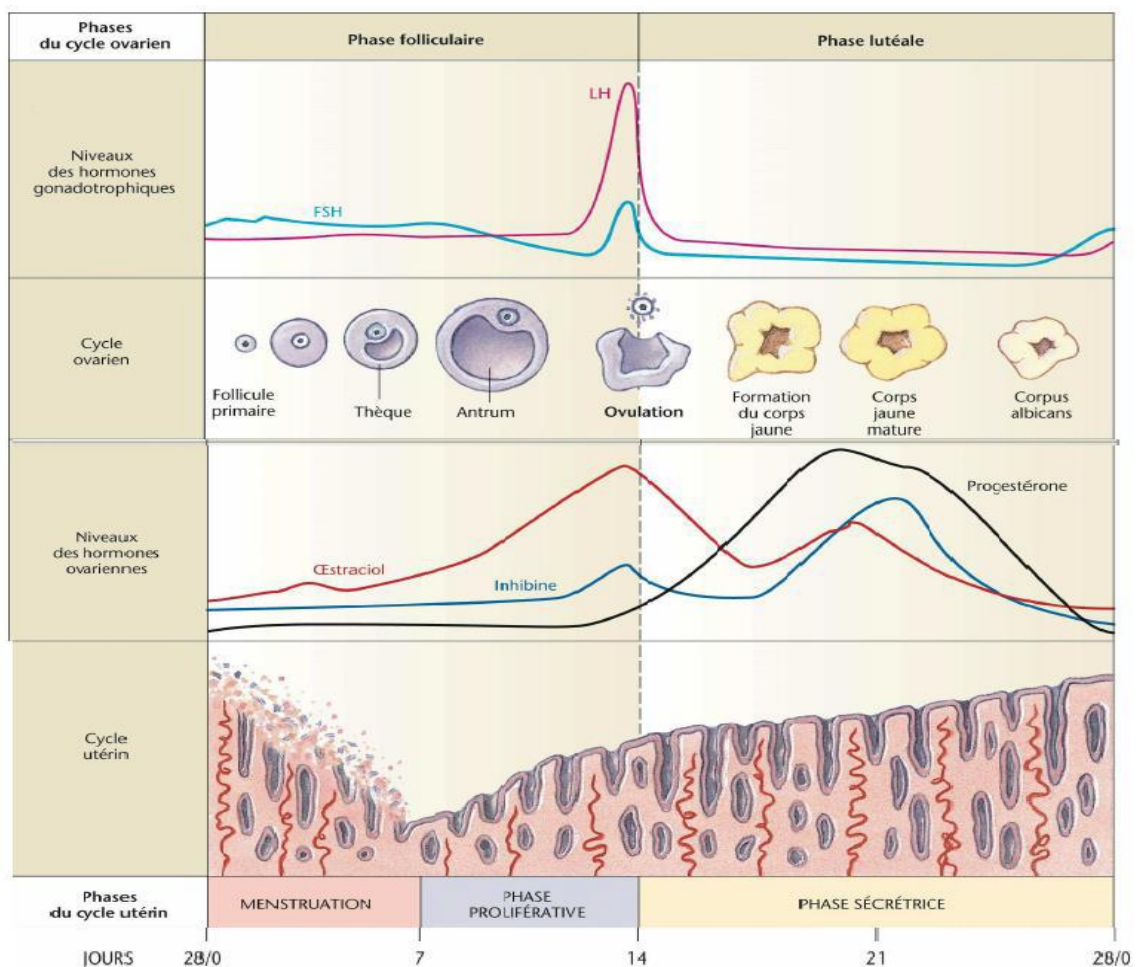 Phases
du cycle ovarien
Phase folliculaire
Phase lutéale
Niveaux
des hormones
gonadotrophiques
LH
FSH
Cycle
ovarien
Follicule
primaire
Thèque
Antrum
Ovulation
Formation
du corps
jaune
Corps
jaune
mature
Corpus
albicans
Niveaux
des hormones
ovariennes
Œstraciol
Inhibine
Progestérone
Cycle
utérin
Phases
du cycle utérin
MENSTRUATION
PHASE
PROLIFÉRATIVE
PHASE SÉCRÉTRICE
JOURS 28/0 7 14 21 28/0